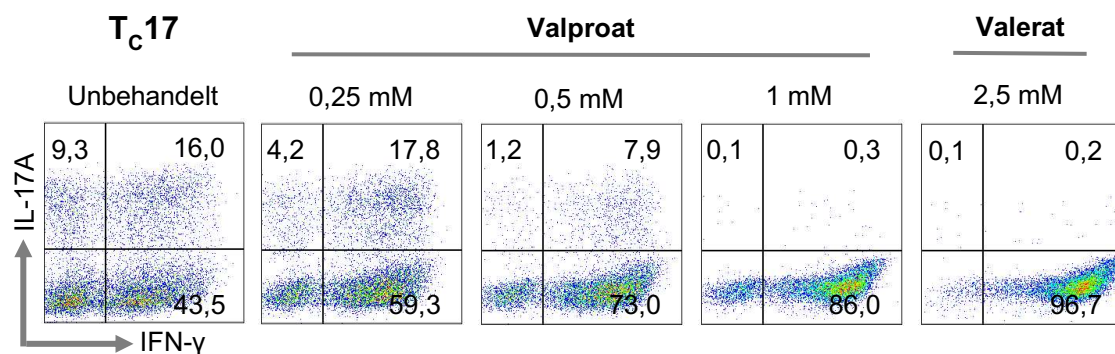 TC17
Valproat
Valerat
Unbehandelt
0,25 mM
0,5 mM
1 mM
2,5 mM
9,3
16,0
4,2
17,8
1,2
7,9
0,1
0,3
0,1
0,2
IL-17A
43,5
59,3
73,0
86,0
96,7
IFN-γ